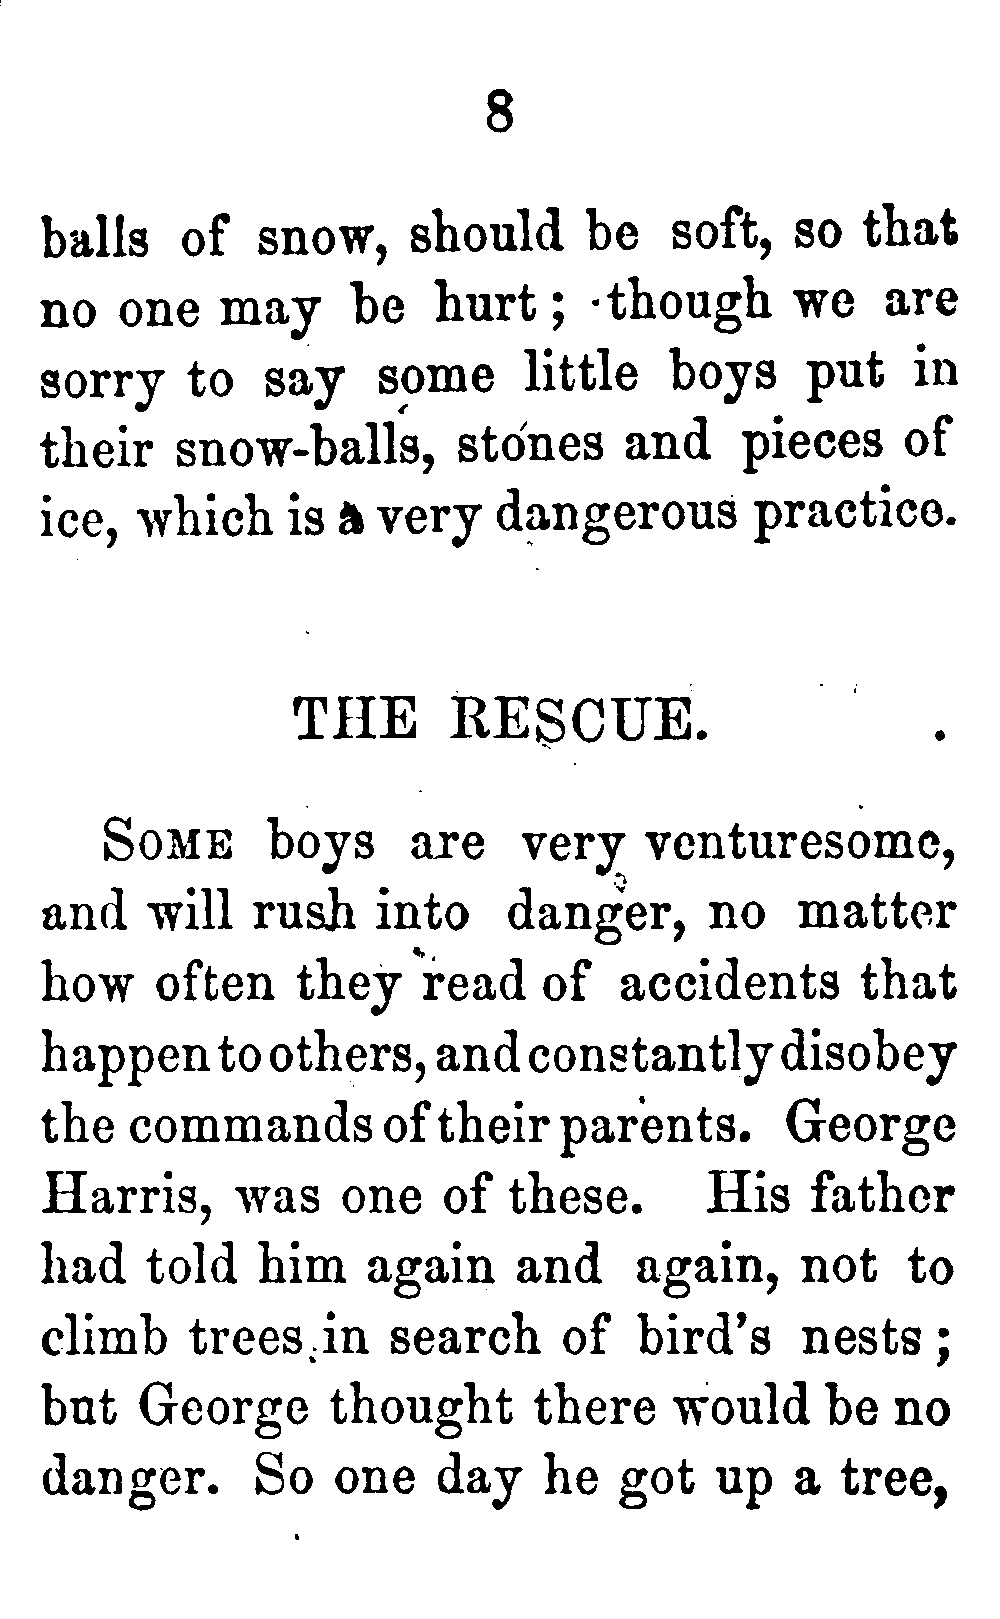 8
balls of snow, should be soft, so that
no one may be hurt; though we are
sorry to say some little boys put in
their snow-balls, stones and pieces of
ice, which is a very dangerous practice.
THE RESCUE.
SOME boys are very venturesome,
and will rush into danger, no matter
how often they read of accidents that
happen to others, and constantly disobey
the commands of their parents. George
Harris, was one of these. His father
had told him again and again, not to
climb trees in search of bird's nests;
but George thought there would be no
danger. So one day he got up a tree,